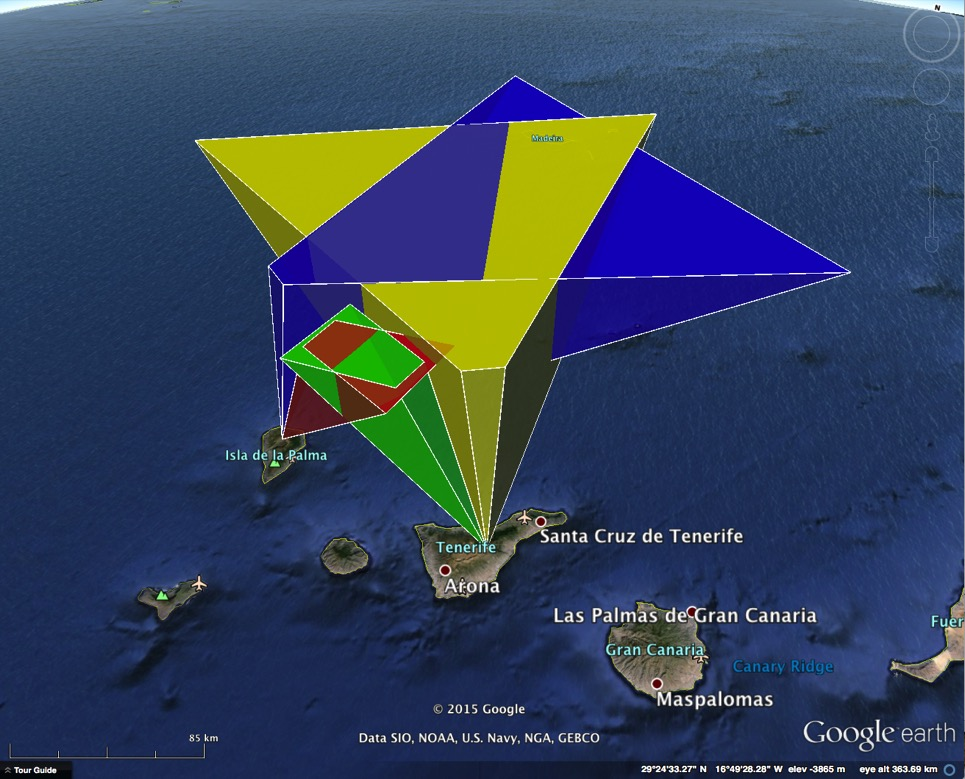 N
Madeira
Isla de la Palma
Tenerife
Santa Cruz de Tenerife
Arona
Las Palmas de Gran Canaria
Fuer
Gran Canaria
Canary Ridge
Maspalomas
© 2015 Google
Data SIO, NOAA, U.S. Navy, NGA, GEBCO
Google earth
85 km
Tour Guide
29°24'33.27" N 16°49'28.28" W elev -3865 m eye alt 363.69 km